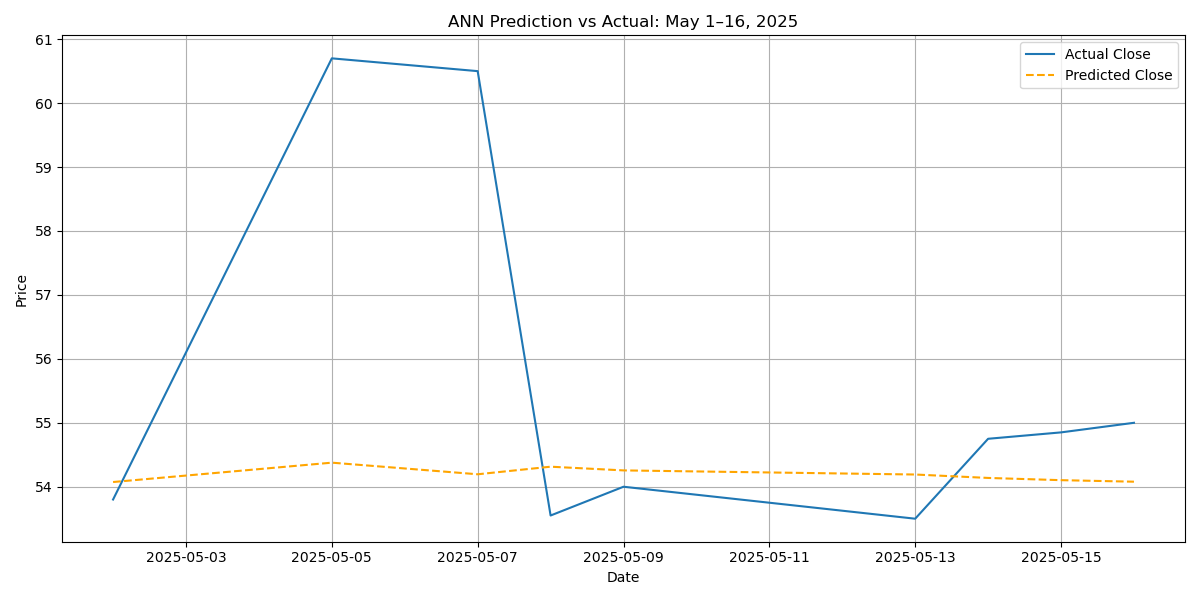 ANN Prediction vs Actual: May 1–16, 2025
Actual Close
Predicted Close
Price
61
60
59
58
57
56
55
54
2025-05-03 2025-05-05 2025-05-07 2025-05-09 2025-05-11 2025-05-13 2025-05-15
Date